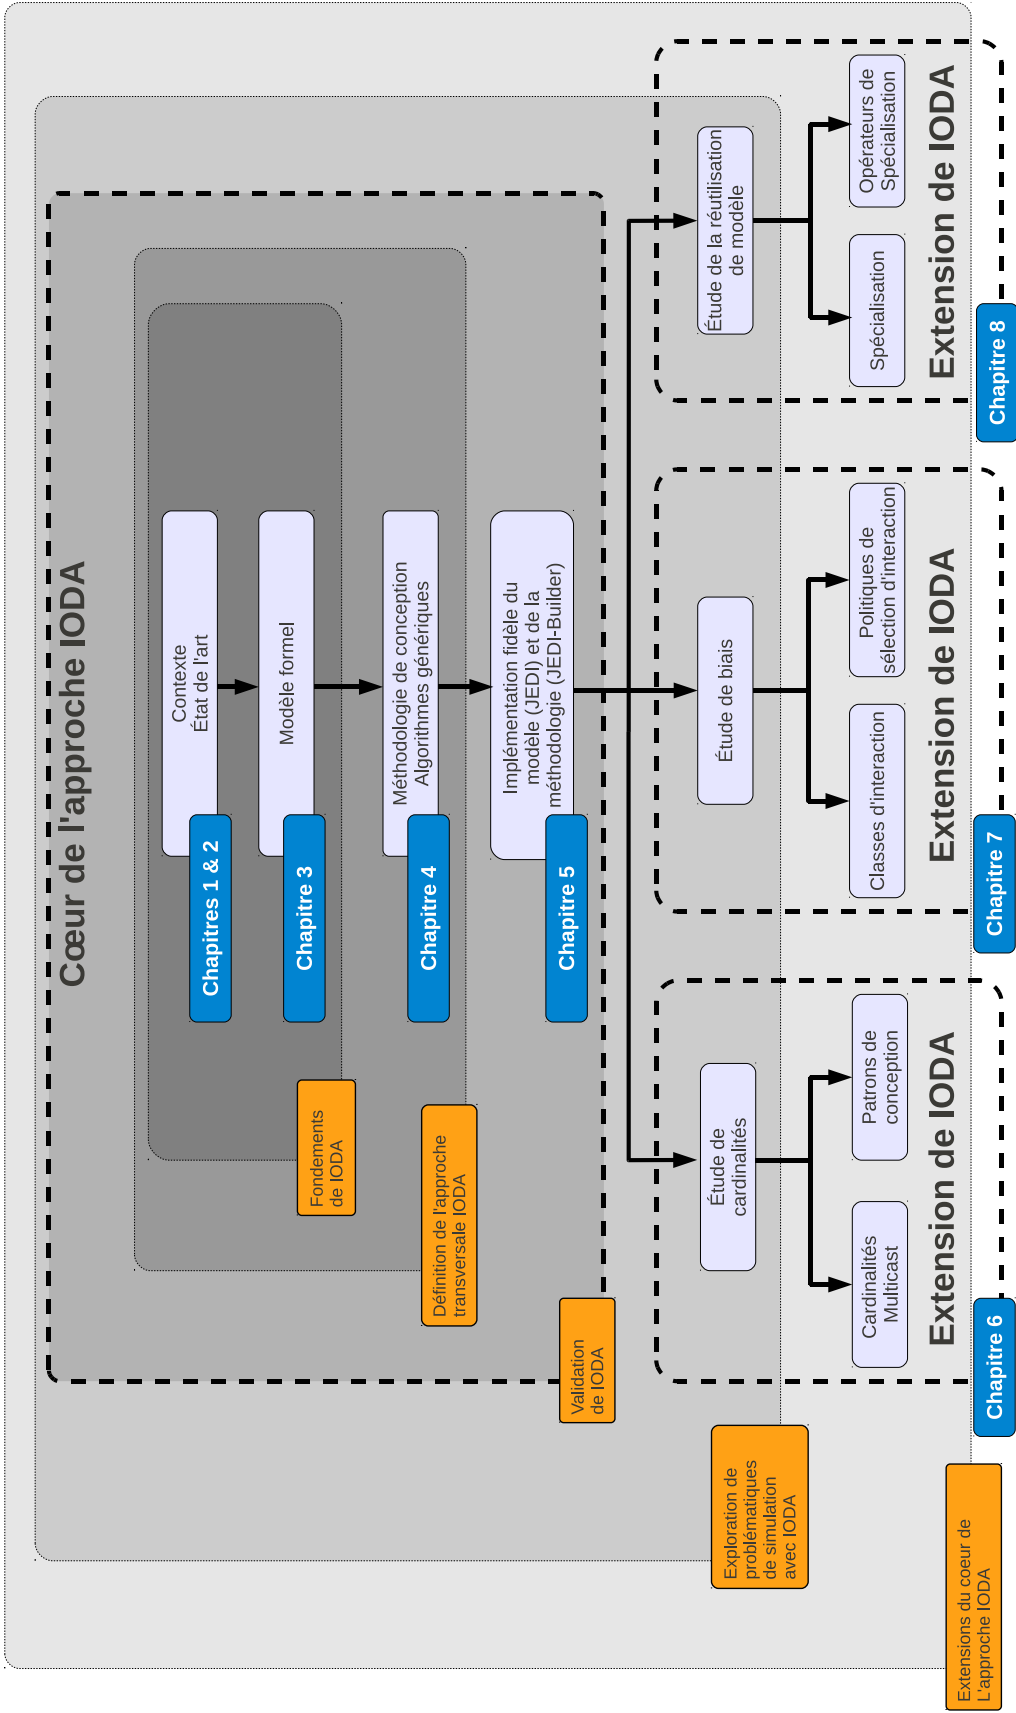 Cœur de l'approche IODA
Contexte
État de l'art
Chapitres 1 & 2
Modèle formel
Chapitre 3
Fondements
de IODA
Méthodologie de conception
Algorithmes génériques
Chapitre 4
Définition de l'approche
transversale IODA
Implémentation fidèle du
modèle (JEDI) et de la
méthodologie (JEDI-Builder)
Chapitre 5
Validation
de IODA
Étude de
cardinalités
Étude de biais
Étude de la réutilisation
de modèle
Exploration de
problématiques
de simulation
avec IODA
Cardinalités
Multicast
Patrons de
conception
Extension de IODA
Chapitre 6
Classes d'interaction
Politiques de
sélection d'interaction
Extension de IODA
Chapitre 7
Spécialisation
Opérateurs de
Spécialisation
Extension de IODA
Chapitre 8
Extensions du coeur de
L'approche IODA